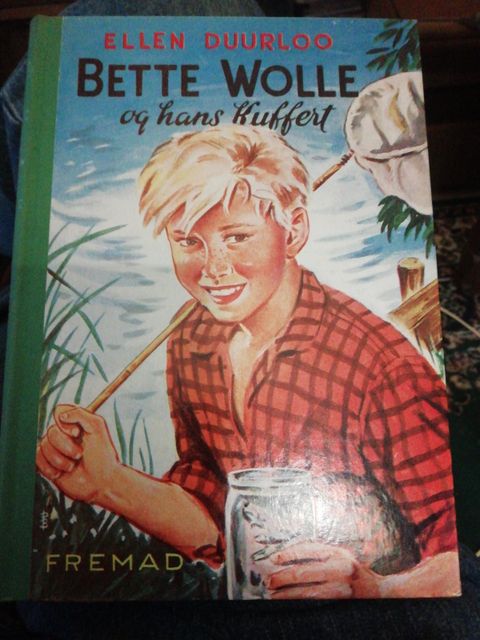 ELLEN DUURLOO
BETTE WOLLE
og hans Kuffert
FREMAD